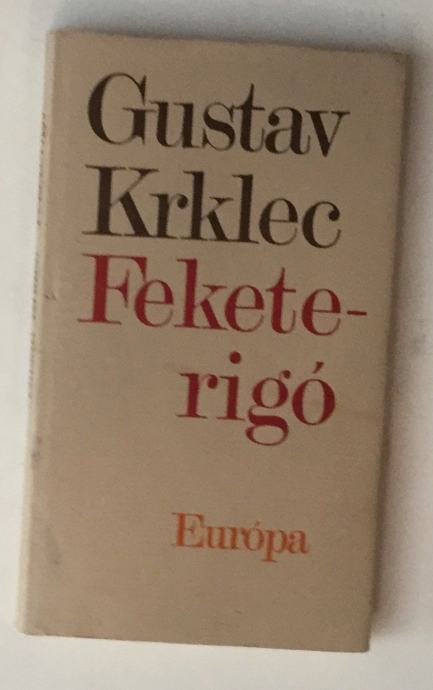 Gustav
Krklec
Fekete-
rigó
Európa